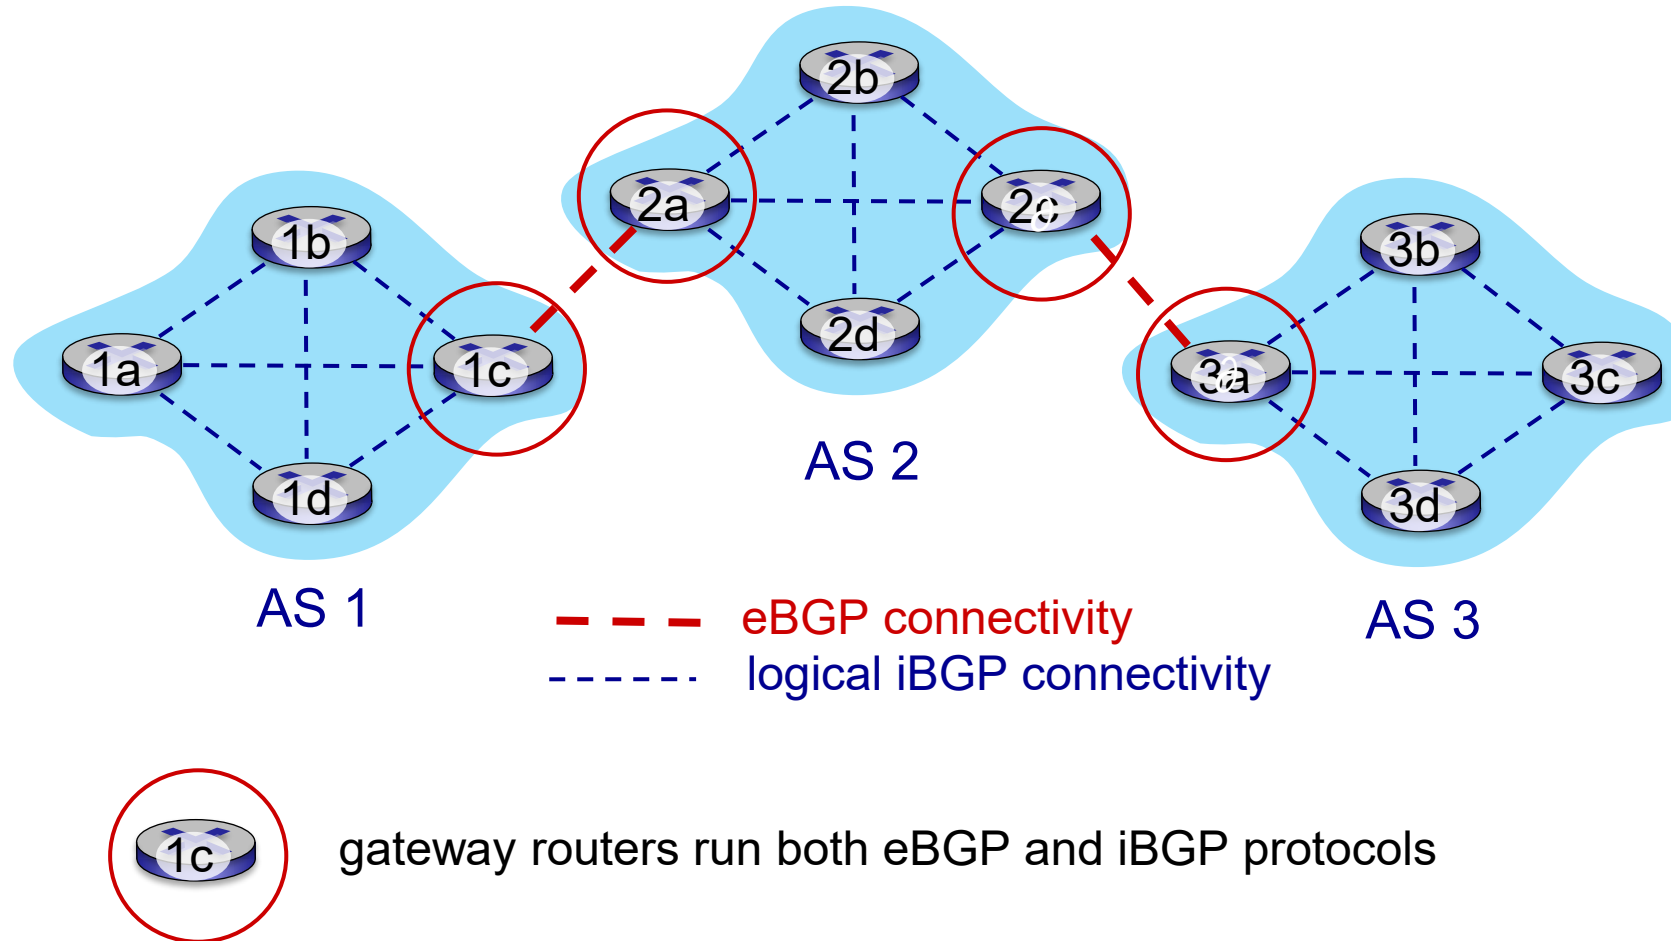 2b
2a
2c
1b
3b
2d
1a
1c
3a
3c
AS 2
1d
3d
AS 1
eBGP connectivity
AS 3
logical iBGP connectivity
1c
gateway routers run both eBGP and iBGP protocols